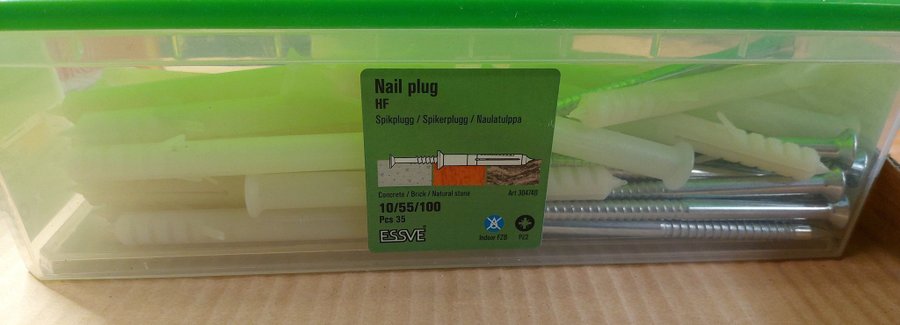 Nail plug
HF
Spikplugg / Spikerplugg / Naulatulppa
Concrete / Brick / Natural stone
Art 304749
10/55/100
Pcs 35
ESSVE
Indoor FZB
PZ2